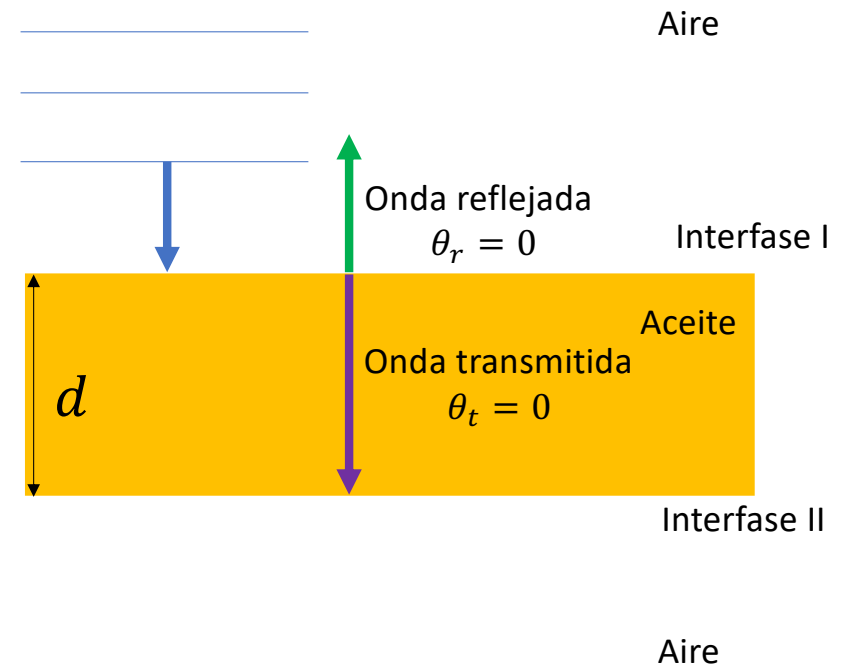 Aire
Onda reflejada
θ_r = 0
Interfase I
Aceite
Onda transmitida
θ_t = 0
d
Interfase II
Aire